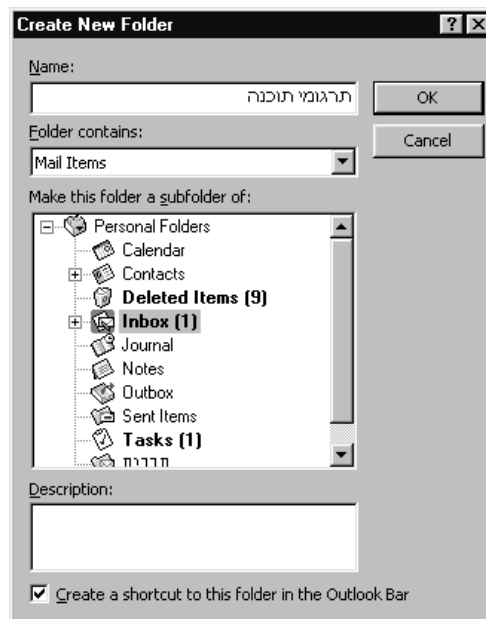 Create New Folder
Name:
תרגומי תוכנה
OK
Folder contains:
Cancel
Mail Items
Make this folder a subfolder of:
Personal Folders
Calendar
Contacts
Deleted Items (9)
Inbox (1)
Journal
Notes
Outbox
Sent Items
Tasks (1)
Description:
Create a shortcut to this folder in the Outlook Bar